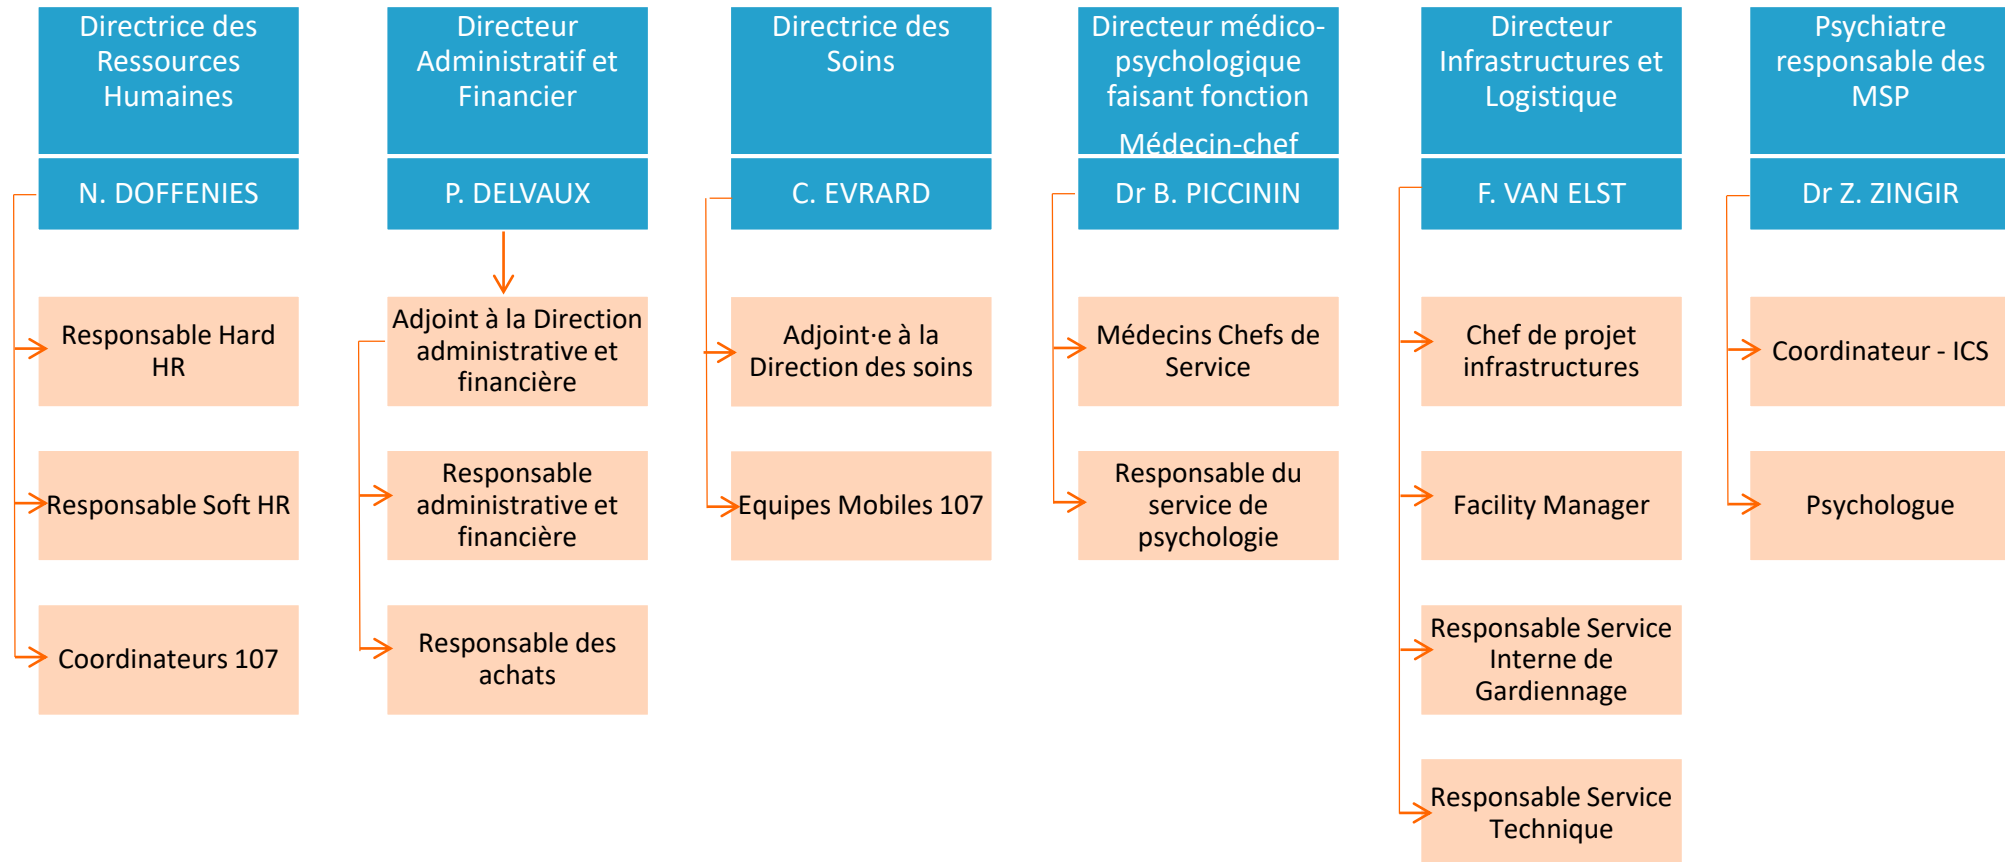 Directrice des
Ressources
Humaines
N. DOFFENIES
Responsable Hard
HR
Responsable Soft HR
Coordinateurs 107
Directeur
Administratif et
Financier
P. DELVAUX
Adjoint à la Direction
administrative et
financière
Responsable
administrative et
financière
Responsable des
achats
Directrice des
Soins
C. EVRARD
Adjoint·e à la
Direction des soins
Equipes Mobiles 107
Directeur médico-
psychologique
faisant fonction
Médecin-chef
Dr B. PICCININ
Médecins Chefs de
Service
Responsable du
service de
psychologie
Directeur
Infrastructures et
Logistique
F. VAN ELST
Chef de projet
infrastructures
Facility Manager
Responsable Service
Interne de
Gardiennage
Responsable Service
Technique
Psychiatre
responsable des
MSP
Dr Z. ZINGIR
Coordinateur - ICS
Psychologue